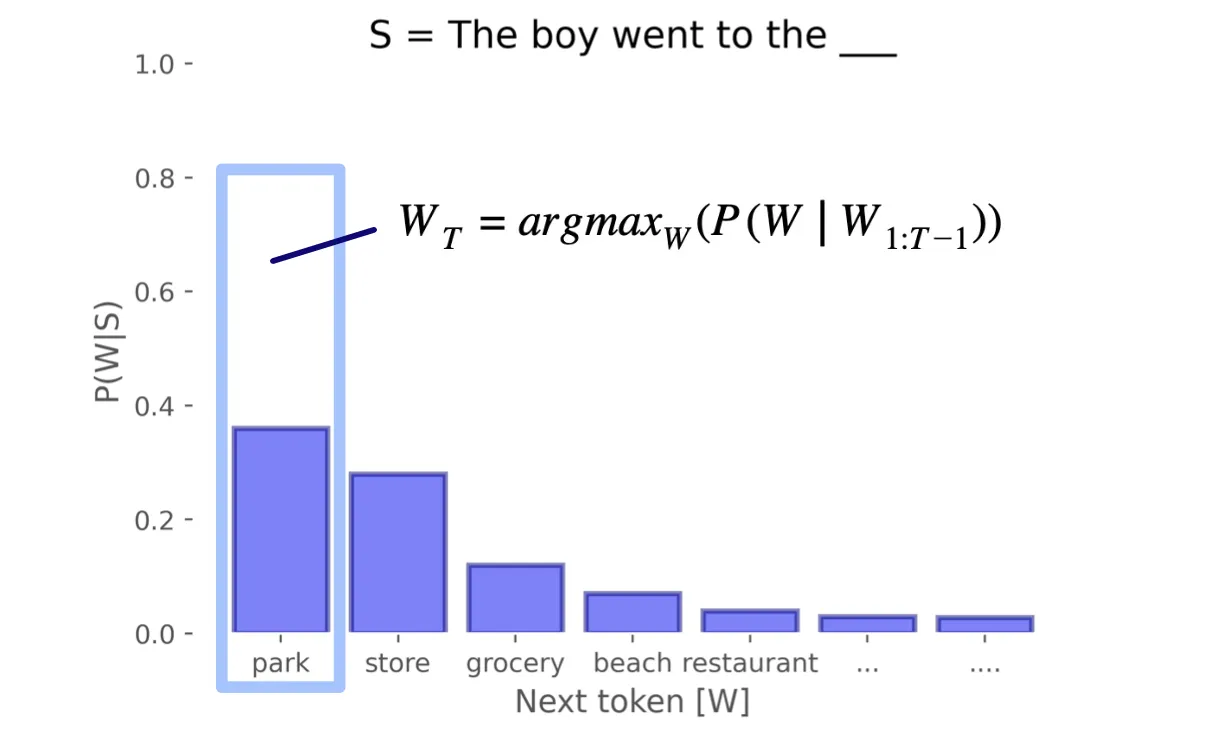 S = The boy went to the ___
1.0
0.8
W_T = argmax_W(P(W | W_{1:T−1}))
0.6
P(W|S)
0.4
0.2
0.0
park store grocery beach restaurant ... ....
Next token [W]